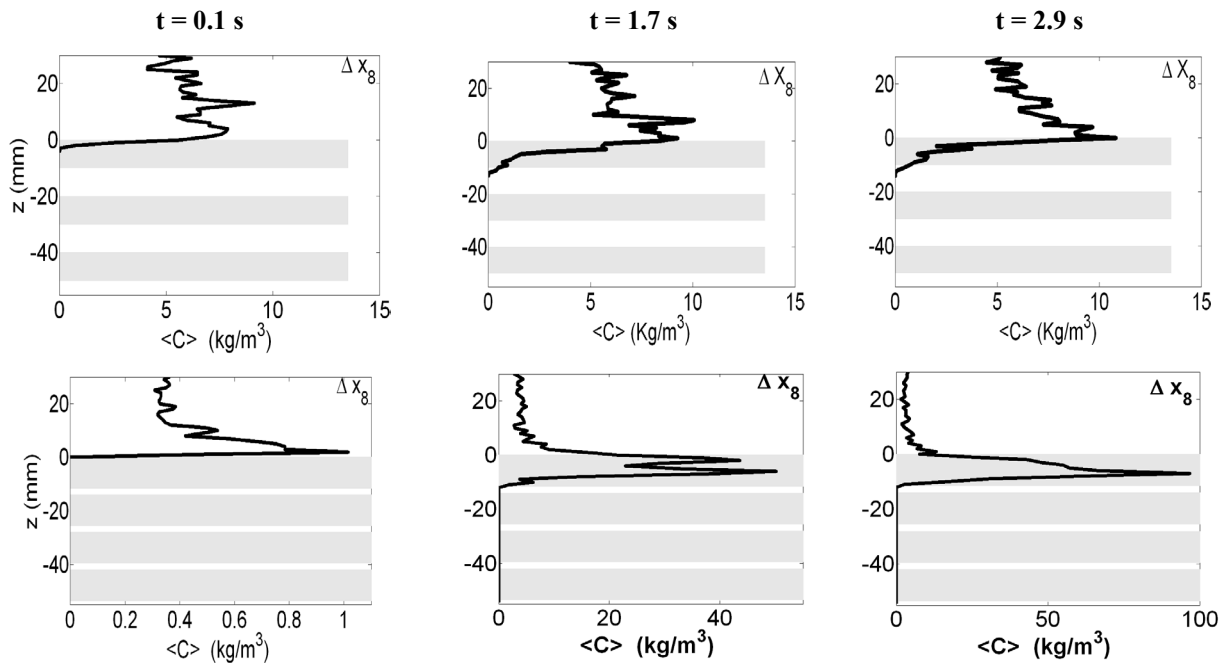 t = 0.1 s
t = 1.7 s
t = 2.9 s
Δ x8
20
0
-20
-40
z (mm)
0 5 10 15
<C> (kg/m³)
Δ X8
20
0
-20
-40
0 5 10 15
<C> (Kg/m³)
Δ X8
20
0
-20
-40
0 5 10 15
<C> (Kg/m³)
Δ x8
20
0
-20
-40
z (mm)
0 0.2 0.4 0.6 0.8 1
<C> (kg/m³)
Δ x8
20
0
-20
-40
0 20 40
<C> (kg/m³)
Δ x8
20
0
-20
-40
0 50 100
<C> (kg/m³)